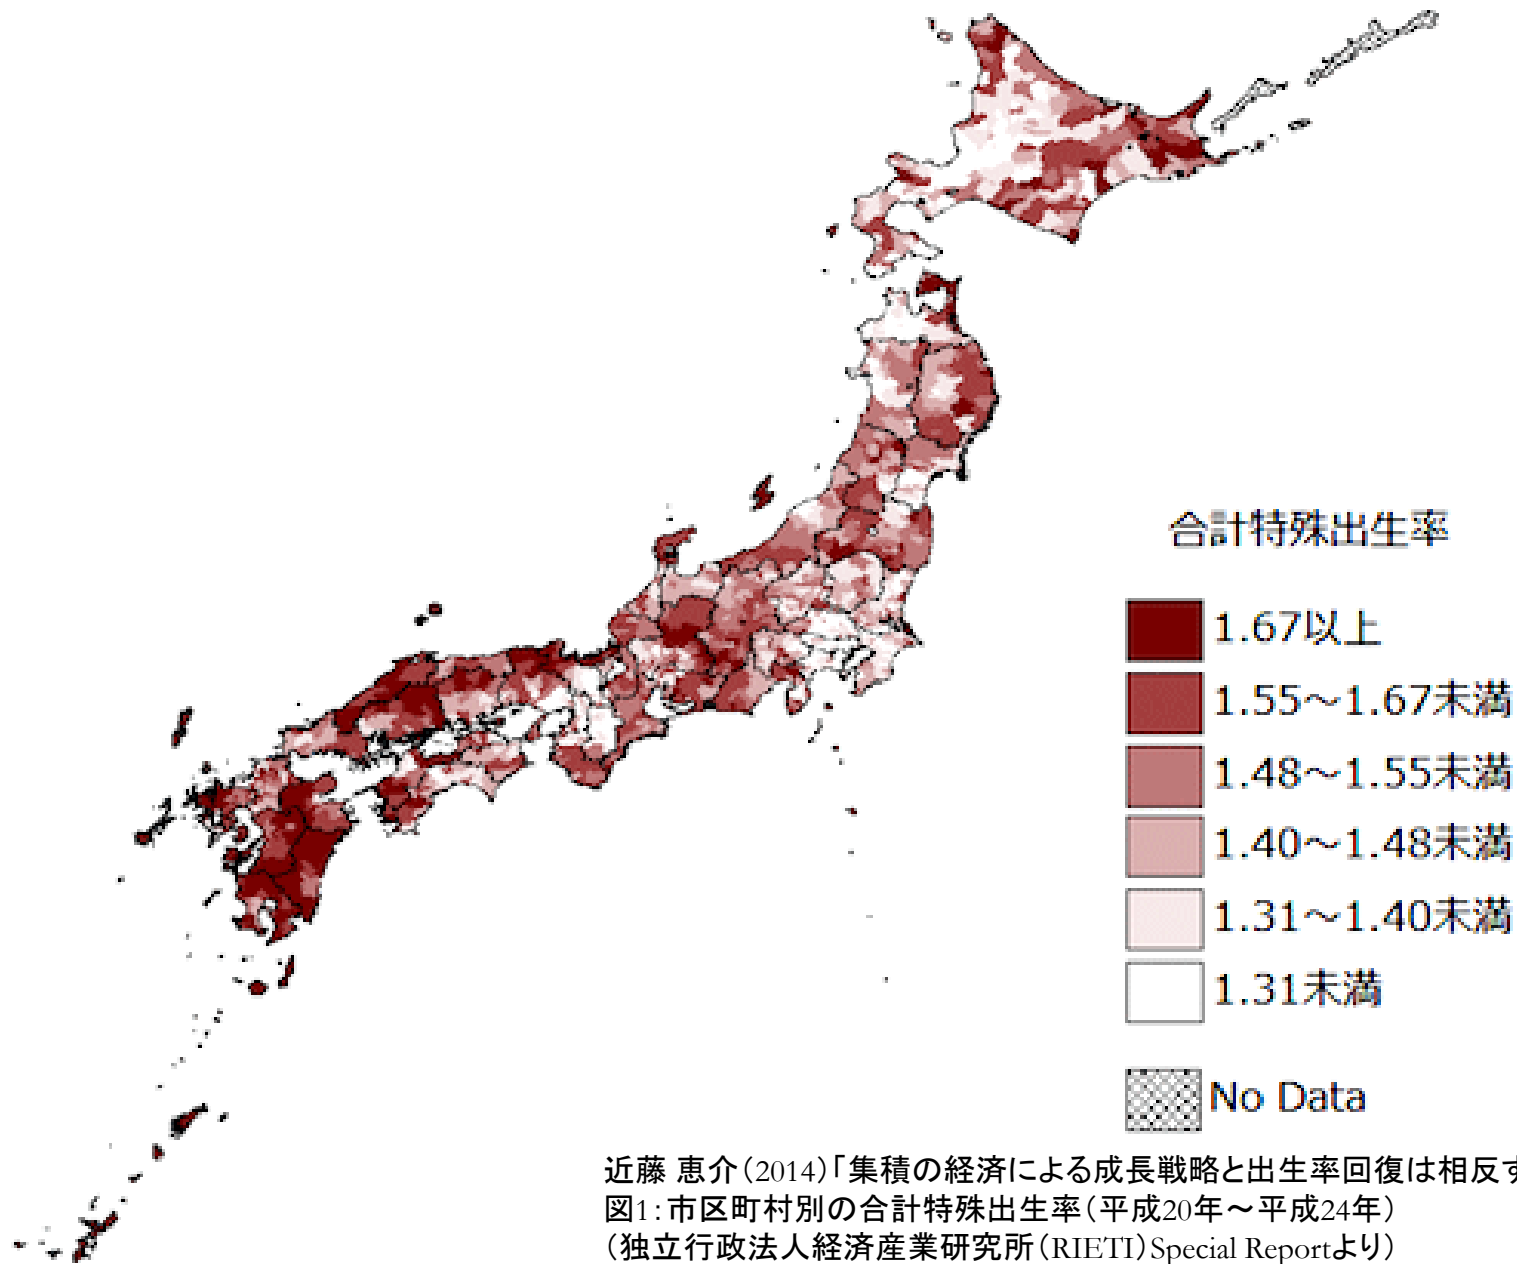 合計特殊出生率
1.67以上
1.55～1.67未満
1.48～1.55未満
1.40～1.48未満
1.31～1.40未満
1.31未満
No Data
近藤 恵介（2014）「集積の経済による成長戦略と出生率回復は相反す
図1：市区町村別の合計特殊出生率（平成20年～平成24年）
（独立行政法人経済産業研究所（RIETI）Special Reportより）